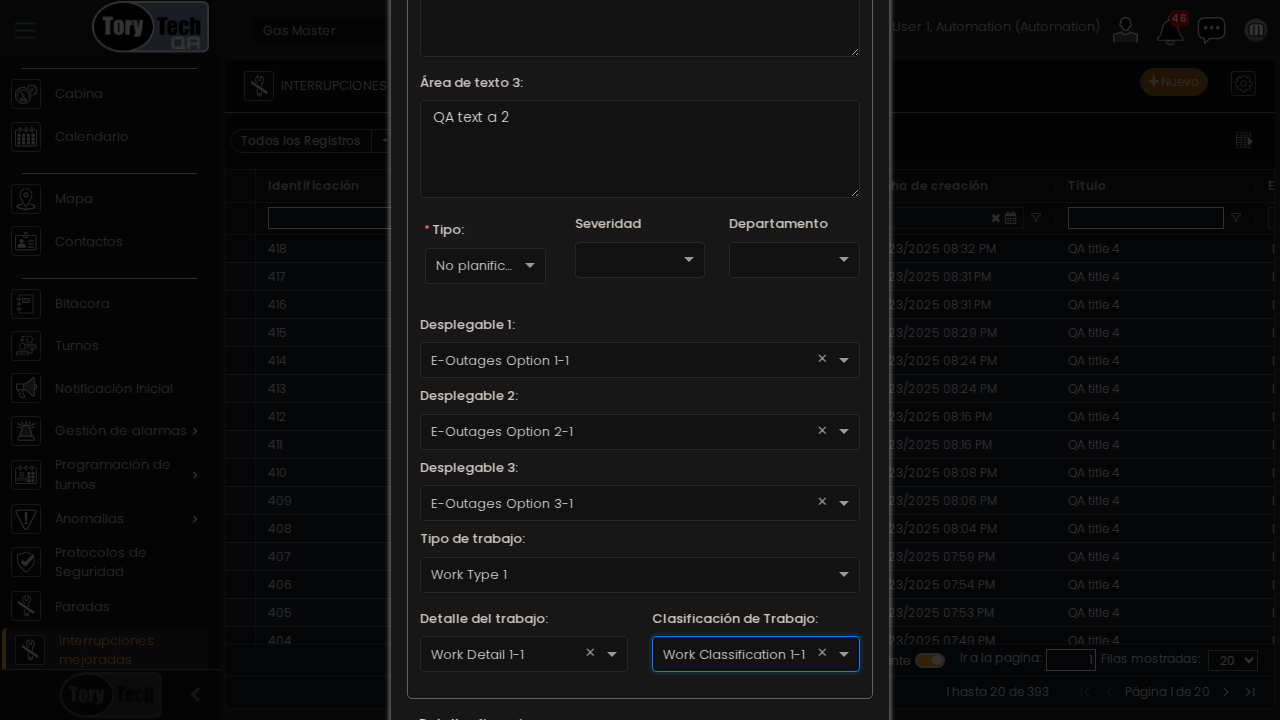 Tory Tech
QA
Gas Master
User 1, Automation (Automation)
46
Cabina
Calendario
Mapa
Contactos
Bitácora
Turnos
Notificación Inicial
Gestión de alarmas
Programación de
turnos
Anomalías
Protocolos de
Seguridad
Paradas
Interrupciones
mejoradas
Tory Tech
INTERRUPCIONES
Nuevo
Todos los Registros
Identificación
ha de creación
Título
418
23/2025 08:32 PM
QA title 4
417
23/2025 08:31 PM
QA title 4
416
23/2025 08:31 PM
QA title 4
415
23/2025 08:29 PM
QA title 4
414
23/2025 08:24 PM
QA title 4
413
23/2025 08:24 PM
QA title 4
412
23/2025 08:16 PM
QA title 4
411
23/2025 08:16 PM
QA title 4
410
23/2025 08:08 PM
QA title 4
409
23/2025 08:06 PM
QA title 4
408
23/2025 08:04 PM
QA title 4
407
23/2025 07:59 PM
QA title 4
406
23/2025 07:54 PM
QA title 4
405
23/2025 07:53 PM
QA title 4
404
23/2025 07:49 PM
QA title 4
nte
Ir a la pagina:
1
Filas mostradas:
20
1 hasta 20 de 393
Página 1 de 20
Área de texto 3:
QA text a 2
* Tipo:
Severidad
Departamento
No planific...
Desplegable 1:
E-Outages Option 1-1
Desplegable 2:
E-Outages Option 2-1
Desplegable 3:
E-Outages Option 3-1
Tipo de trabajo:
Work Type 1
Detalle del trabajo:
Clasificación de Trabajo:
Work Detail 1-1
Work Classification 1-1